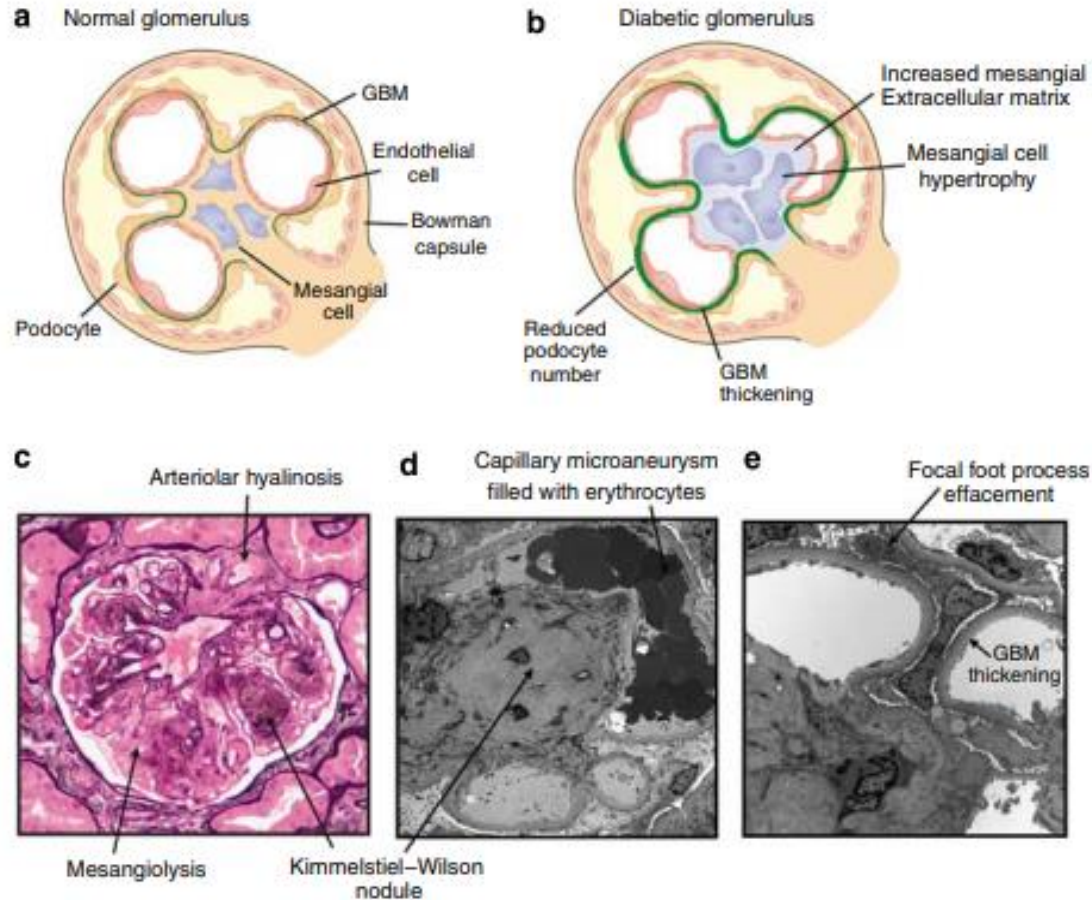 a Normal glomerulus
GBM
Endothelial
cell
Bowman
capsule
Mesangial
cell
Podocyte
b Diabetic glomerulus
Increased mesangial
Extracellular matrix
Mesangial cell
hypertrophy
Reduced
podocyte
number
GBM
thickening
c
Arteriolar hyalinosis
Mesangiolysis
d Capillary microaneurysm
filled with erythrocytes
Kimmelstiel–Wilson
nodule
e Focal foot process
effacement
GBM
thickening